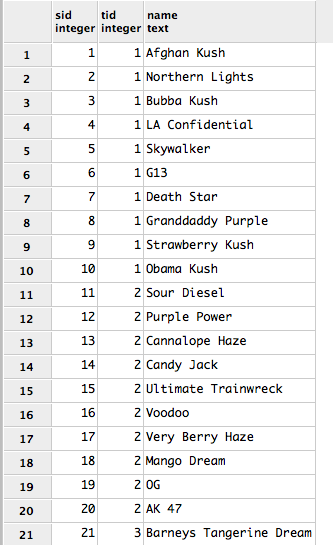 sid tid name
integer integer text
1 1 1 Afghan Kush
2 2 1 Northern Lights
3 3 1 Bubba Kush
4 4 1 LA Confidential
5 5 1 Skywalker
6 6 1 G13
7 7 1 Death Star
8 8 1 Granddaddy Purple
9 9 1 Strawberry Kush
10 10 1 Obama Kush
11 11 2 Sour Diesel
12 12 2 Purple Power
13 13 2 Cannalope Haze
14 14 2 Candy Jack
15 15 2 Ultimate Trainwreck
16 16 2 Voodoo
17 17 2 Very Berry Haze
18 18 2 Mango Dream
19 19 2 OG
20 20 2 AK 47
21 21 3 Barneys Tangerine Dream